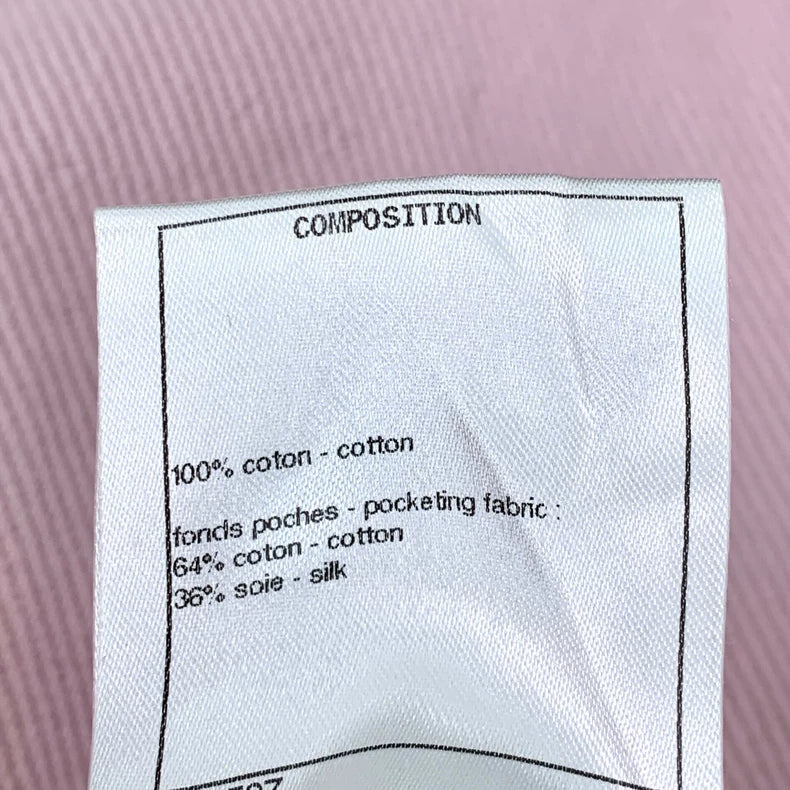 COMPOSITION
100% coton - cotton
fonds poches - pocketing fabric :
64% coton - cotton
36% soie - silk